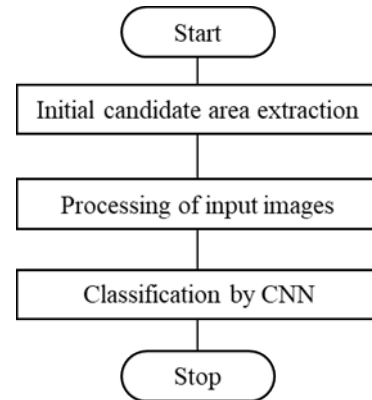 Start
Initial candidate area extraction
Processing of input images
Classification by CNN
Stop